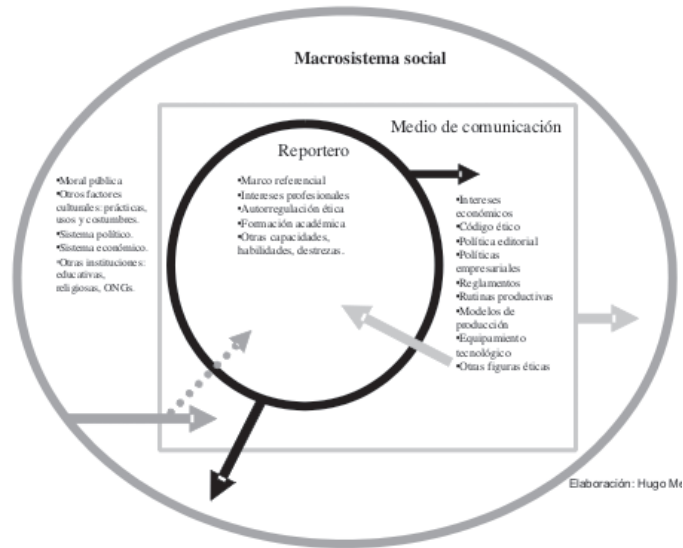 Macrosistema social
Medio de comunicación
Reportero
•Marco referencial
•Intereses profesionales
•Autorregulación ética
•Formación académica
•Otras capacidades,
habilidades, destrezas.
•Moral pública
•Otros factores
culturales: prácticas,
usos y costumbres.
•Sistema político.
•Sistema económico.
•Otras instituciones:
educativas,
religiosas, ONGs.
•Intereses
económicos
•Código ético
•Política editorial
•Políticas
empresariales
•Reglamentos
•Rutinas productivas
•Modelos de
producción
•Equipamiento
tecnológico
•Otras figuras éticas
Elaboración: Hugo Me